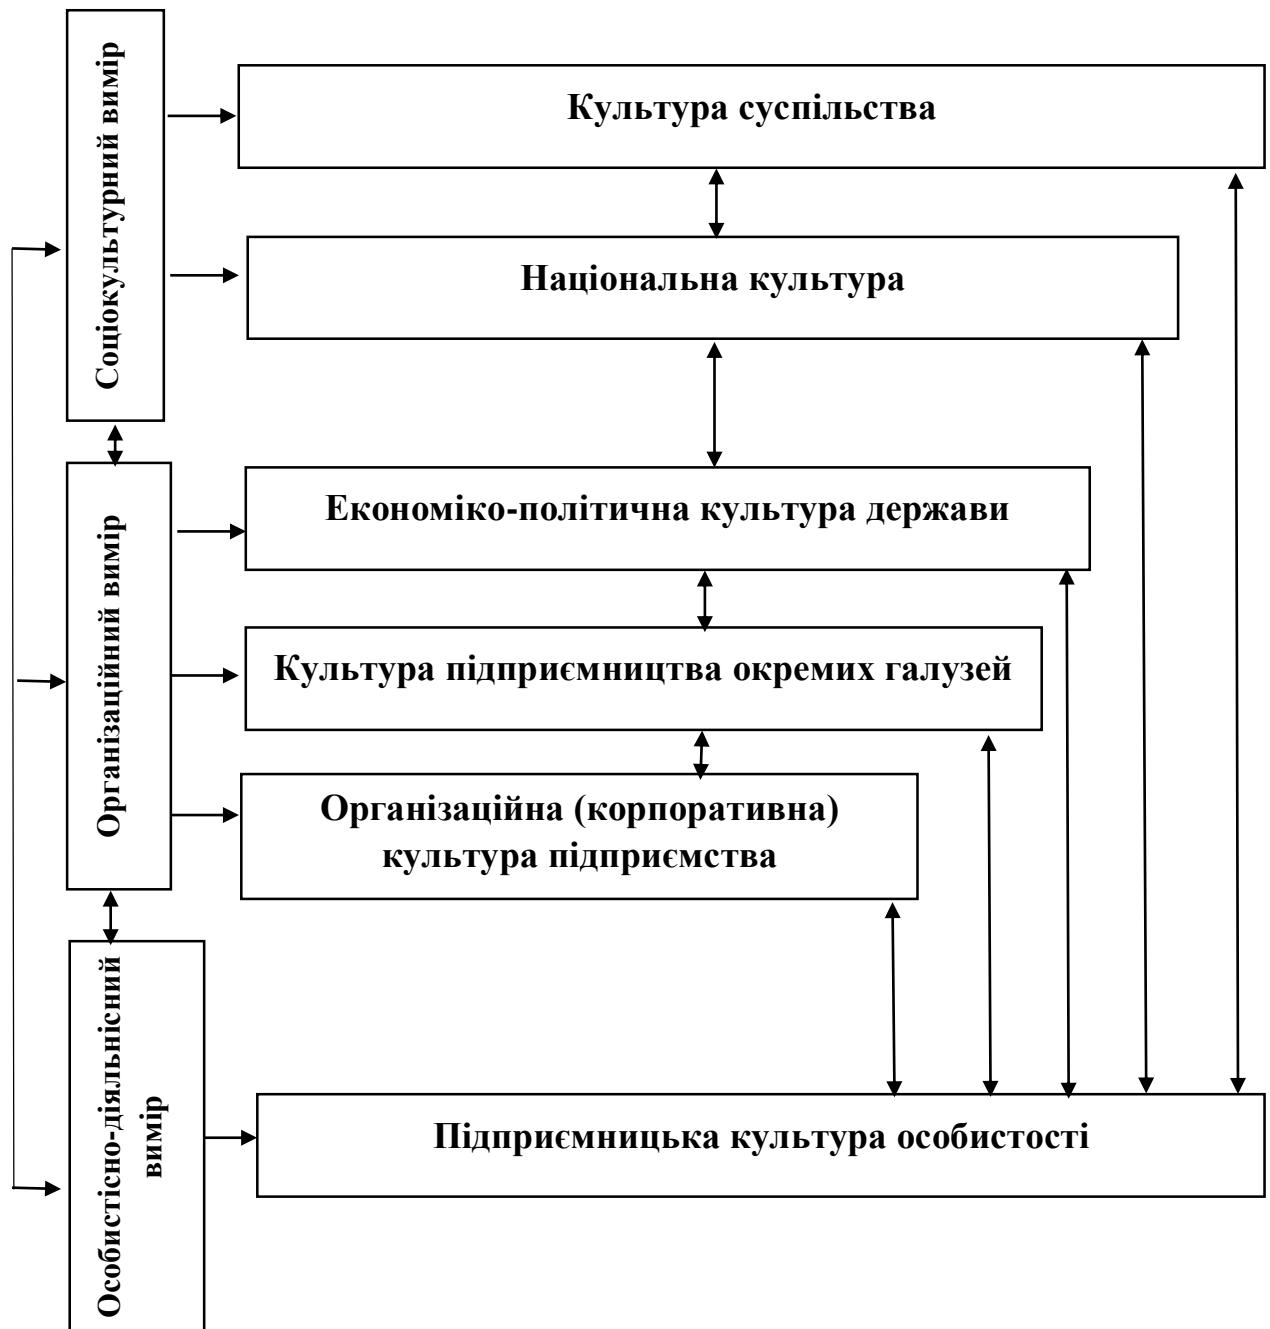 Соціокультурний вимір
Культура суспільства
Національна культура
Організаційний вимір
Економіко-політична культура держави
Культура підприємництва окремих галузей
Організаційна (корпоративна)
культура підприємства
Особистісно-діяльнісний
вимір
Підприємницька культура особистості